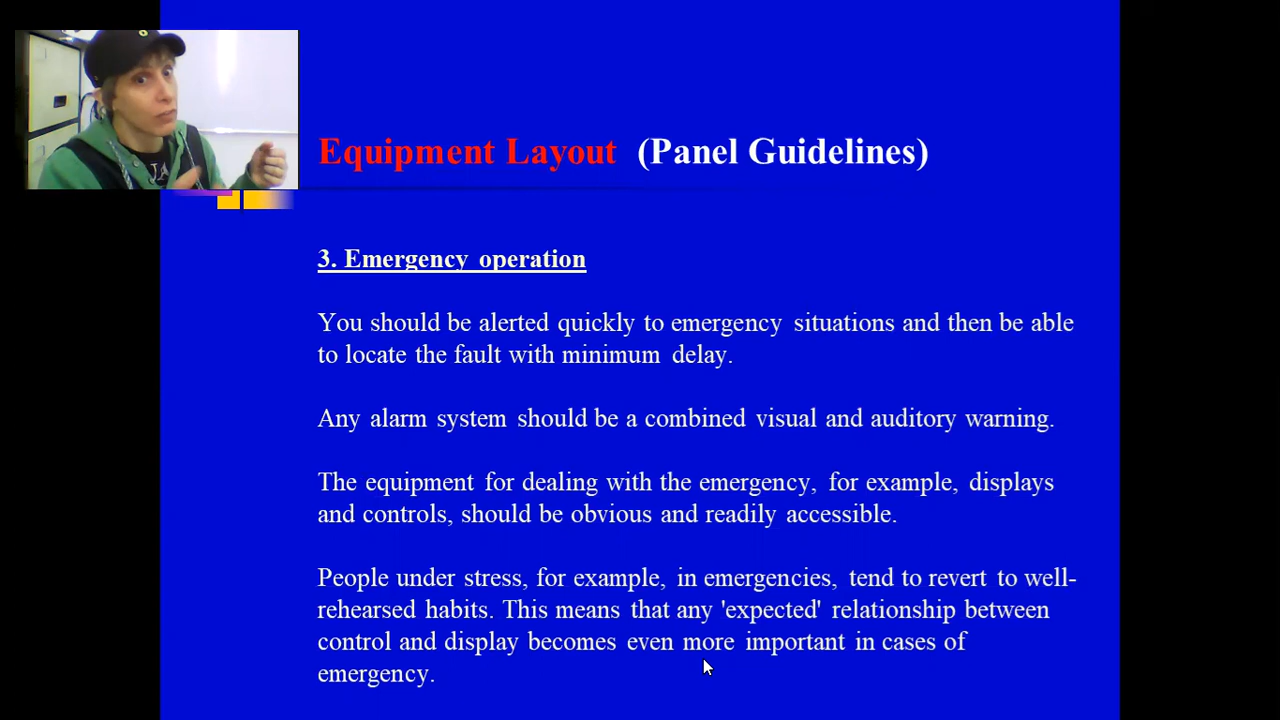 Equipment Layout (Panel Guidelines)
3. Emergency operation
You should be alerted quickly to emergency situations and then be able
to locate the fault with minimum delay.
Any alarm system should be a combined visual and auditory warning.
The equipment for dealing with the emergency, for example, displays
and controls, should be obvious and readily accessible.
People under stress, for example, in emergencies, tend to revert to well-
rehearsed habits. This means that any 'expected' relationship between
control and display becomes even more important in cases of
emergency.